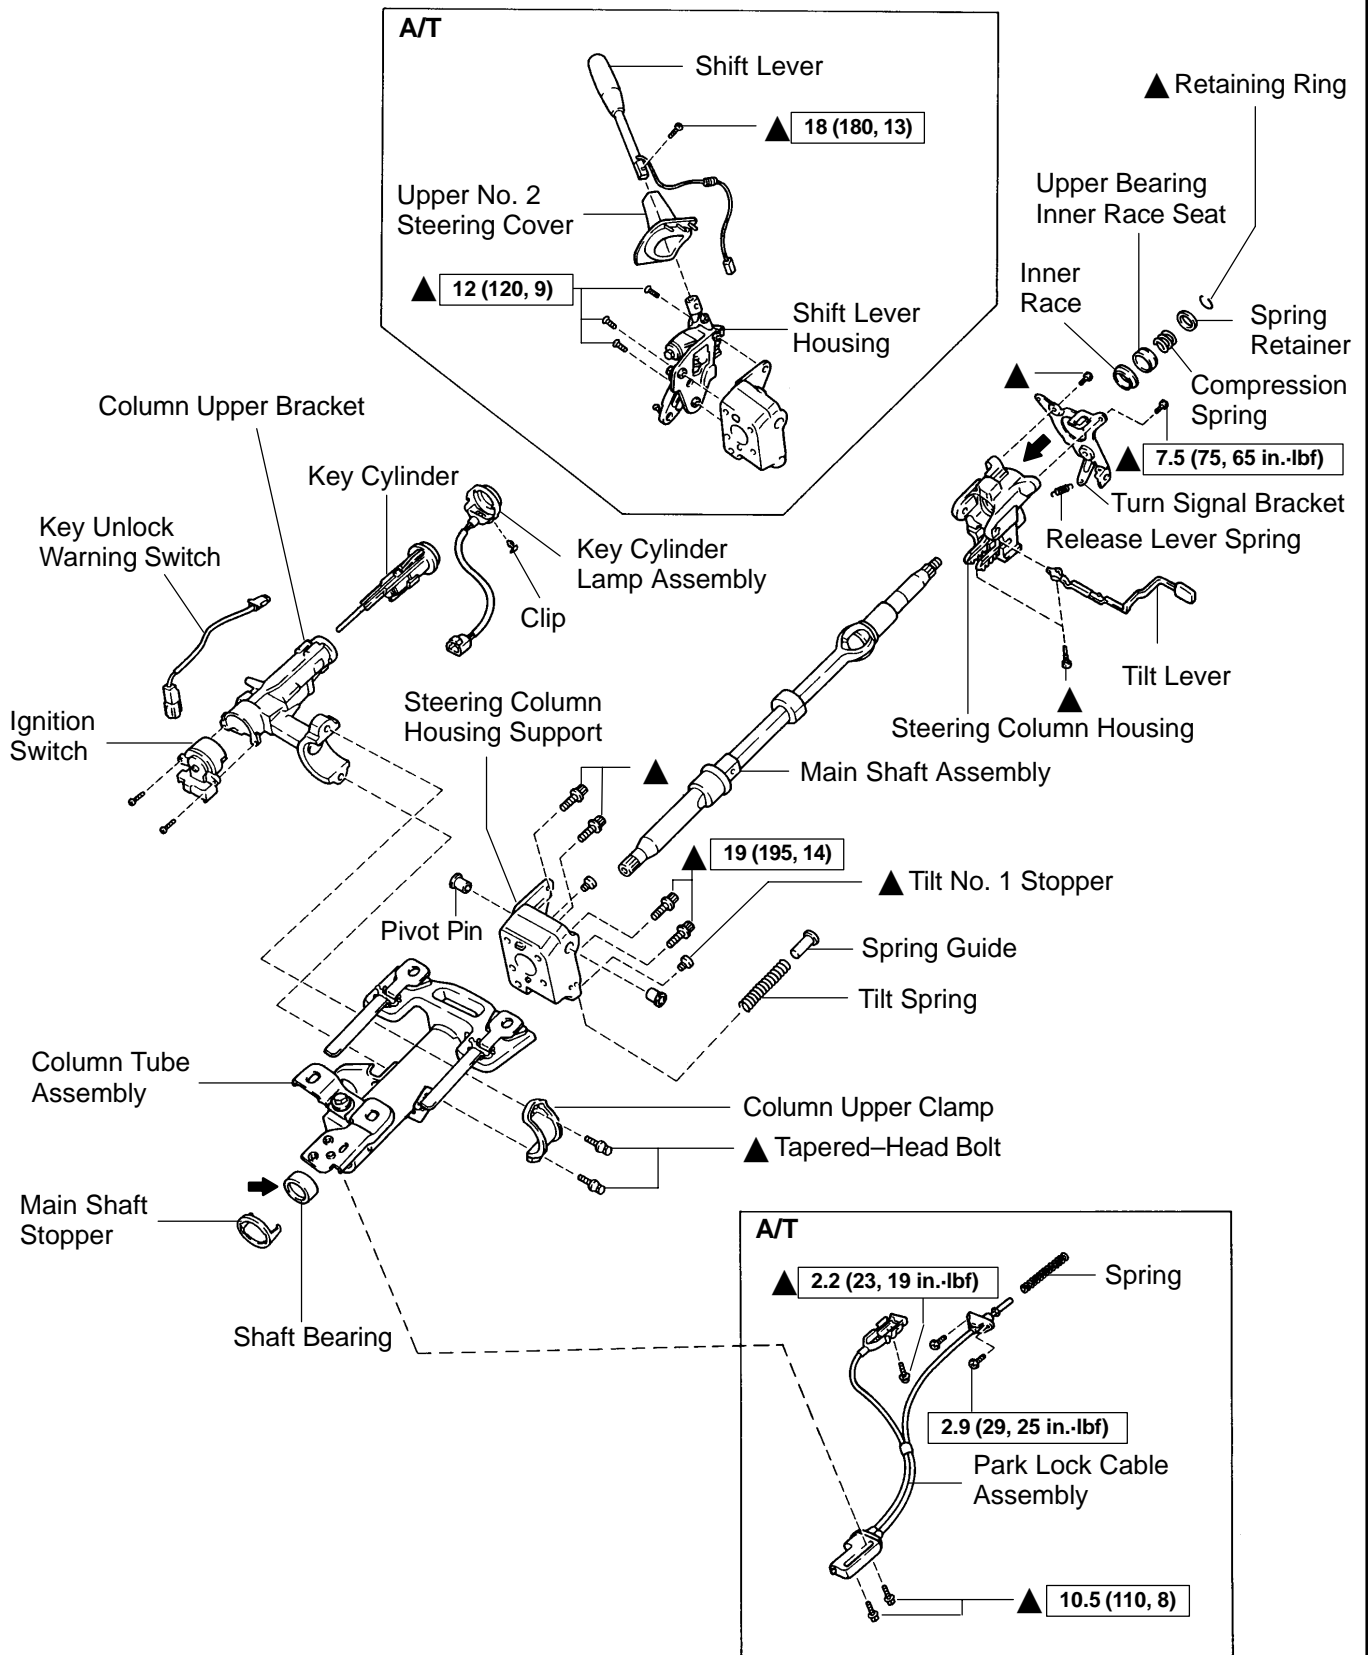 A/T
Shift Lever
▲ Retaining Ring
▲ 18 (180, 13)
Upper Bearing
Inner Race Seat
Upper No. 2
Steering Cover
Inner
Race
▲ 12 (120, 9)
Shift Lever
Housing
Spring
Retainer
▲
Compression
Spring
Column Upper Bracket
▲ 7.5 (75, 65 in.·lbf)
Key Cylinder
Turn Signal Bracket
Key Unlock
Warning Switch
Key Cylinder
Lamp Assembly
Release Lever Spring
Clip
Tilt Lever
▲
Steering Column
Housing Support
Ignition
Switch
Steering Column Housing
▲
Main Shaft Assembly
▲ 19 (195, 14)
▲ Tilt No. 1 Stopper
Pivot Pin
Spring Guide
Tilt Spring
Column Tube
Assembly
Column Upper Clamp
▲ Tapered–Head Bolt
Main Shaft
Stopper
Shaft Bearing
A/T
▲ 2.2 (23, 19 in.·lbf)
Spring
2.9 (29, 25 in.·lbf)
Park Lock Cable
Assembly
▲ 10.5 (110, 8)